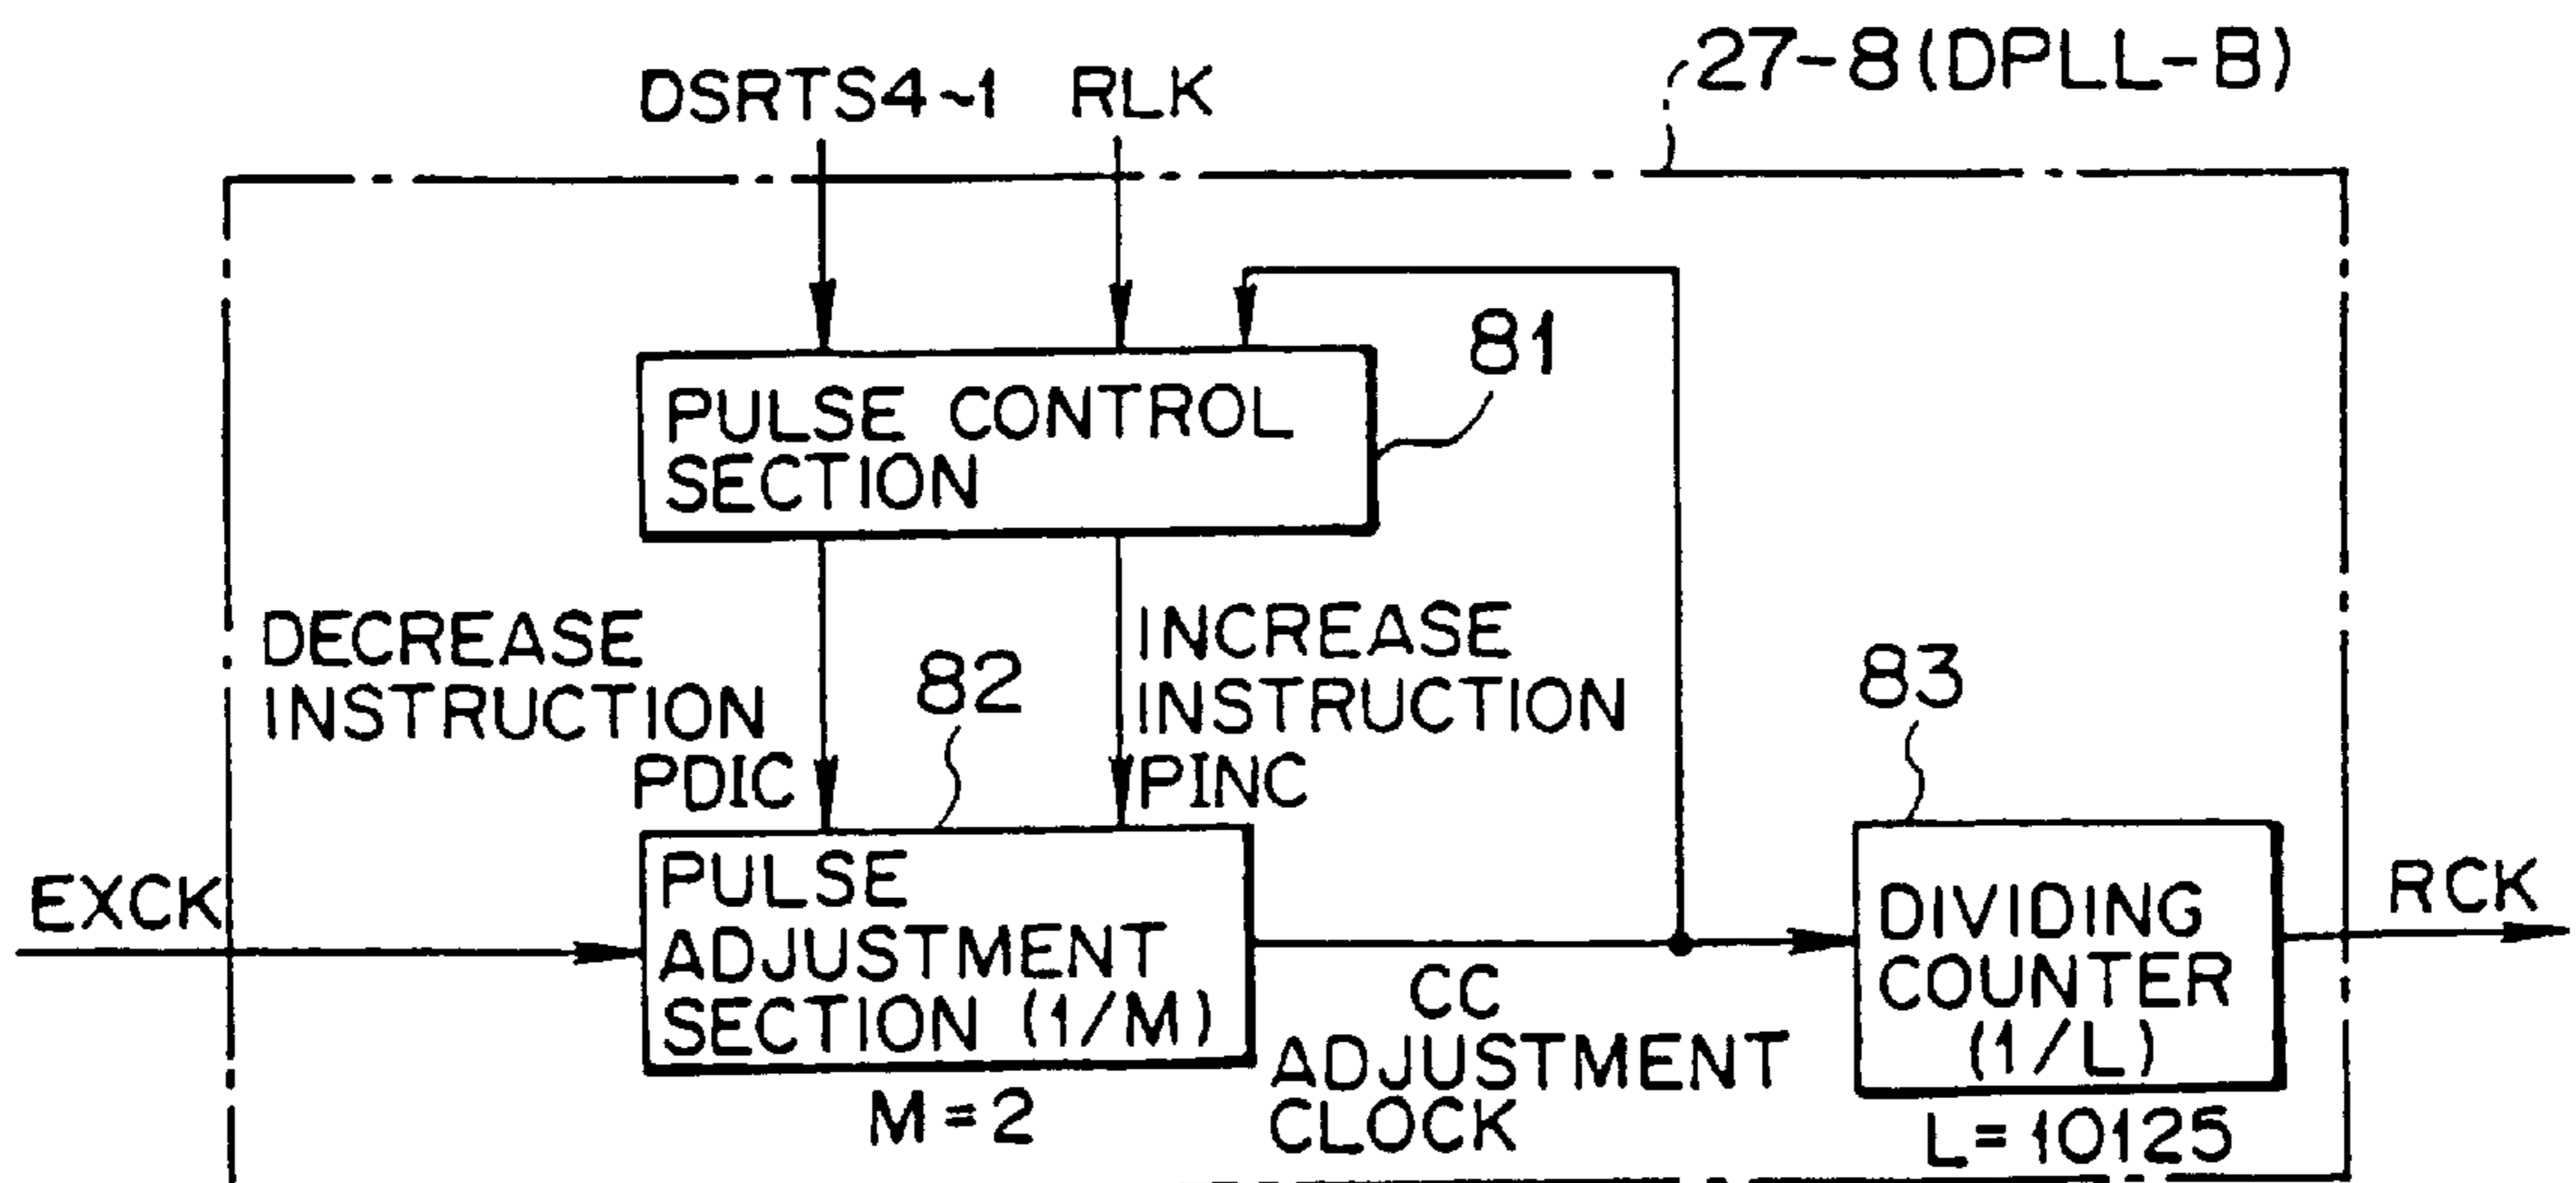 27-8(DPLL-B)
DSRTS4~1 RLK
PULSE CONTROL
SECTION
81
DECREASE
INSTRUCTION
PDIC
INCREASE
INSTRUCTION
PINC
82
83
EXCK
PULSE
ADJUSTMENT
SECTION (1/M)
M=2
CC
ADJUSTMENT
CLOCK
DIVIDING
COUNTER
(1/L)
L=10125
RCK